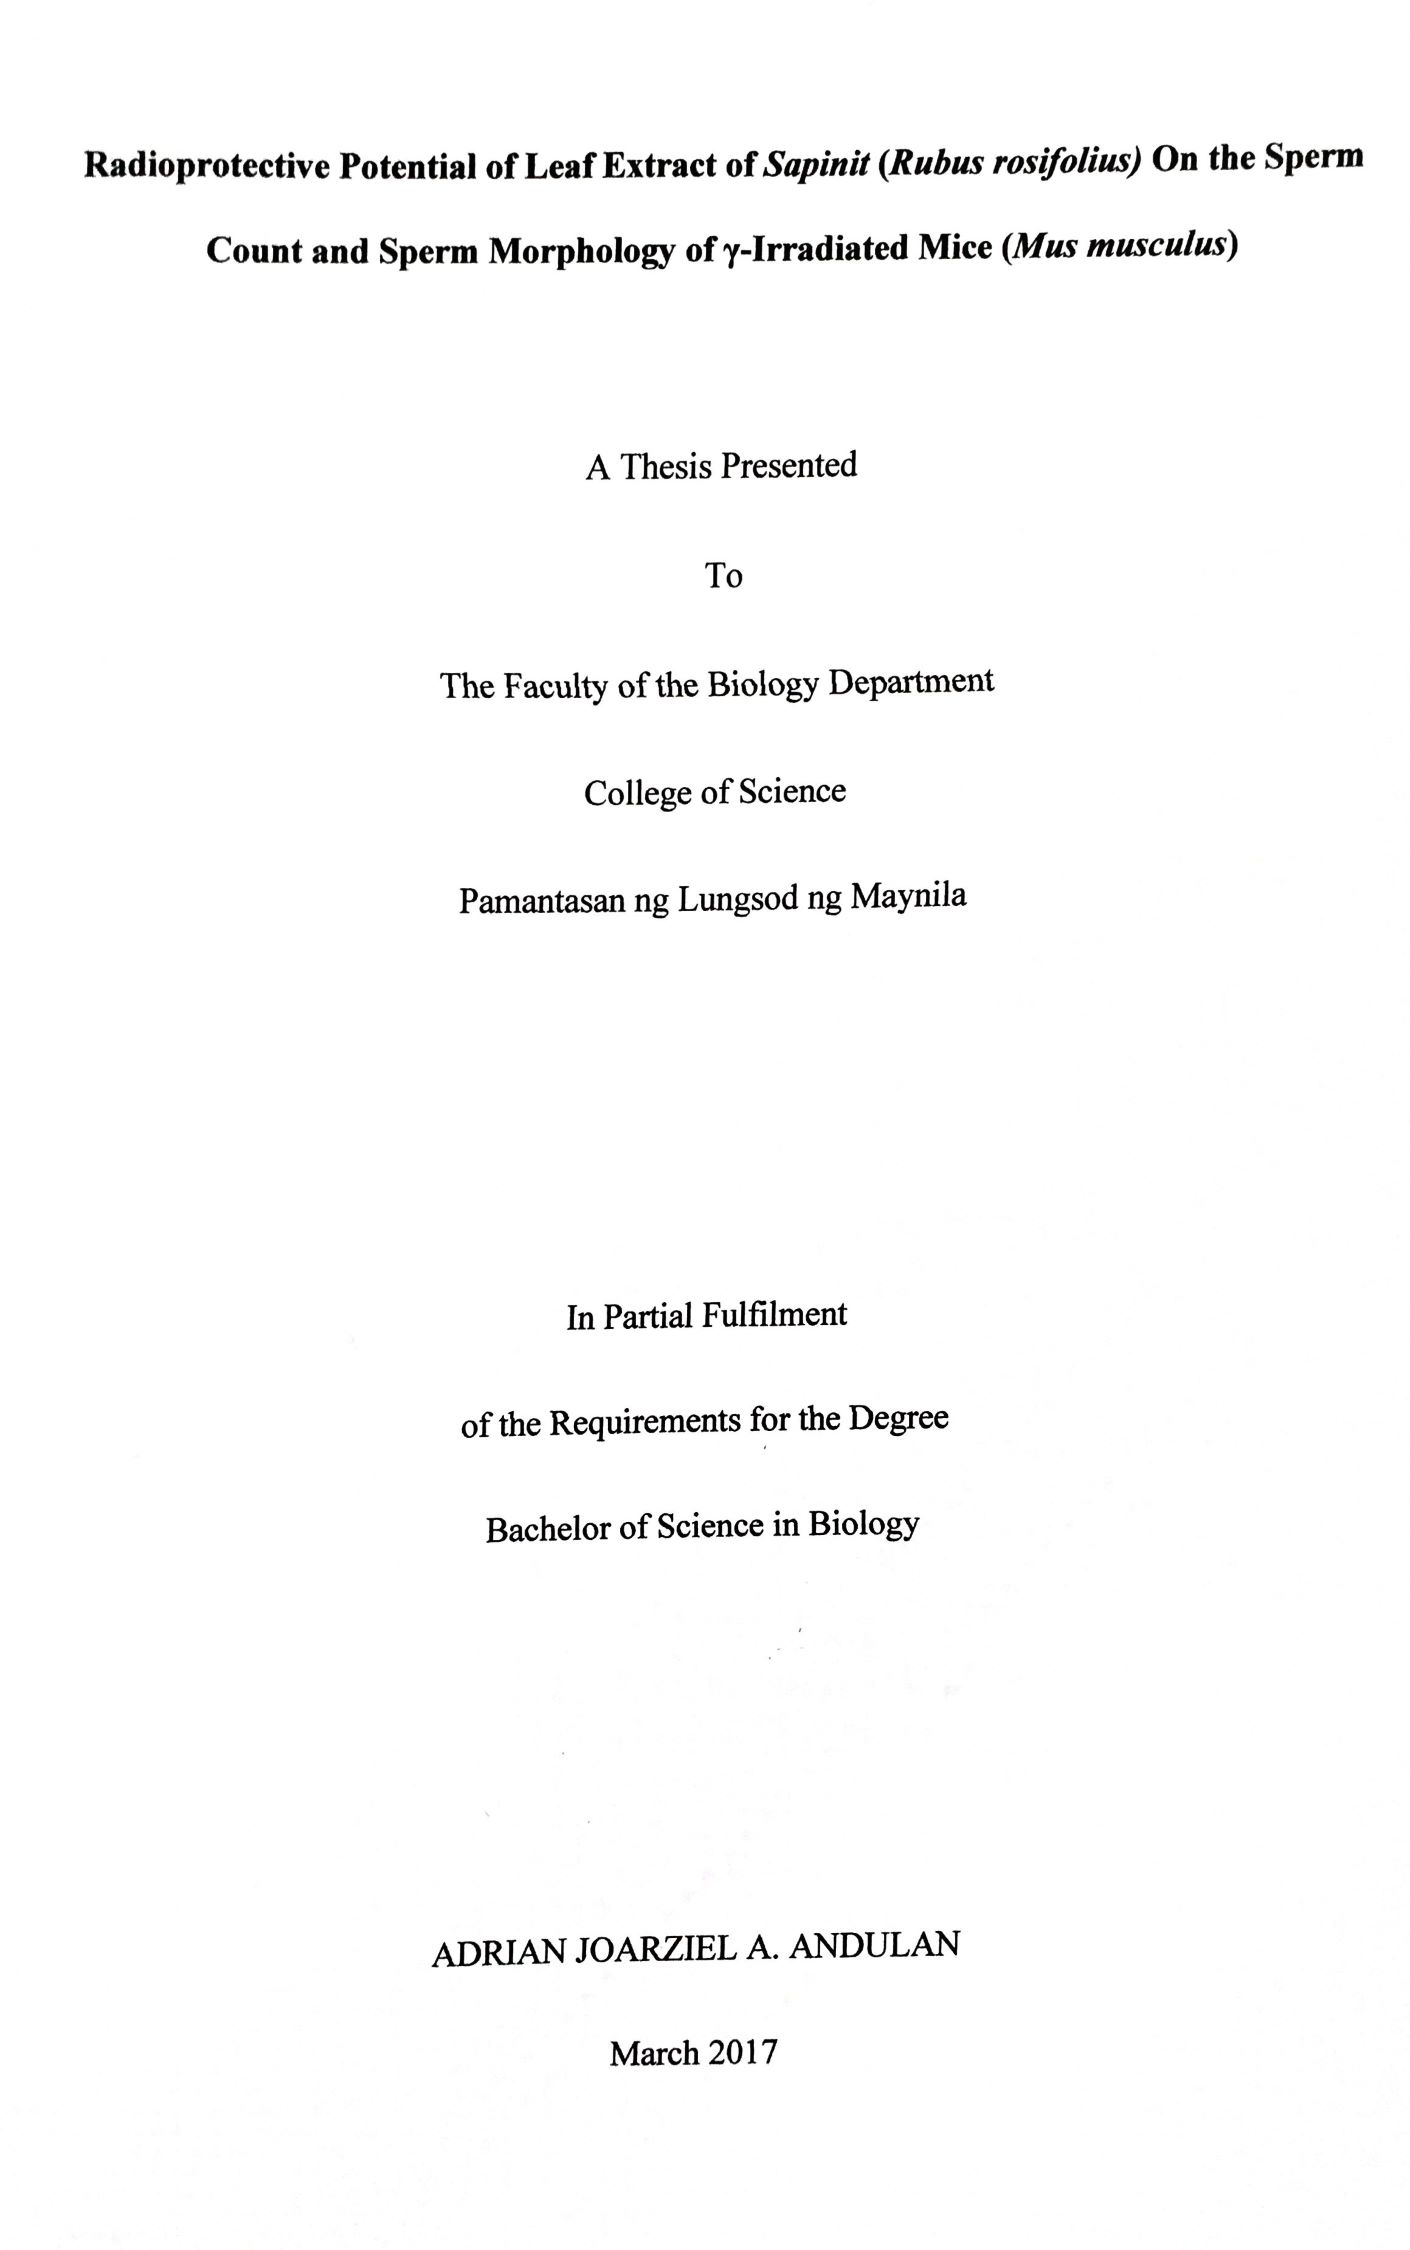 Radioprotective Potential of Leaf Extract of Sapinit (Rubus rosifolius) On the Sperm
Count and Sperm Morphology of γ-Irradiated Mice (Mus musculus)
A Thesis Presented
To
The Faculty of the Biology Department
College of Science
Pamantasan ng Lungsod ng Maynila
In Partial Fulfilment
of the Requirements for the Degree
Bachelor of Science in Biology
ADRIAN JOARZIEL A. ANDULAN
March 2017